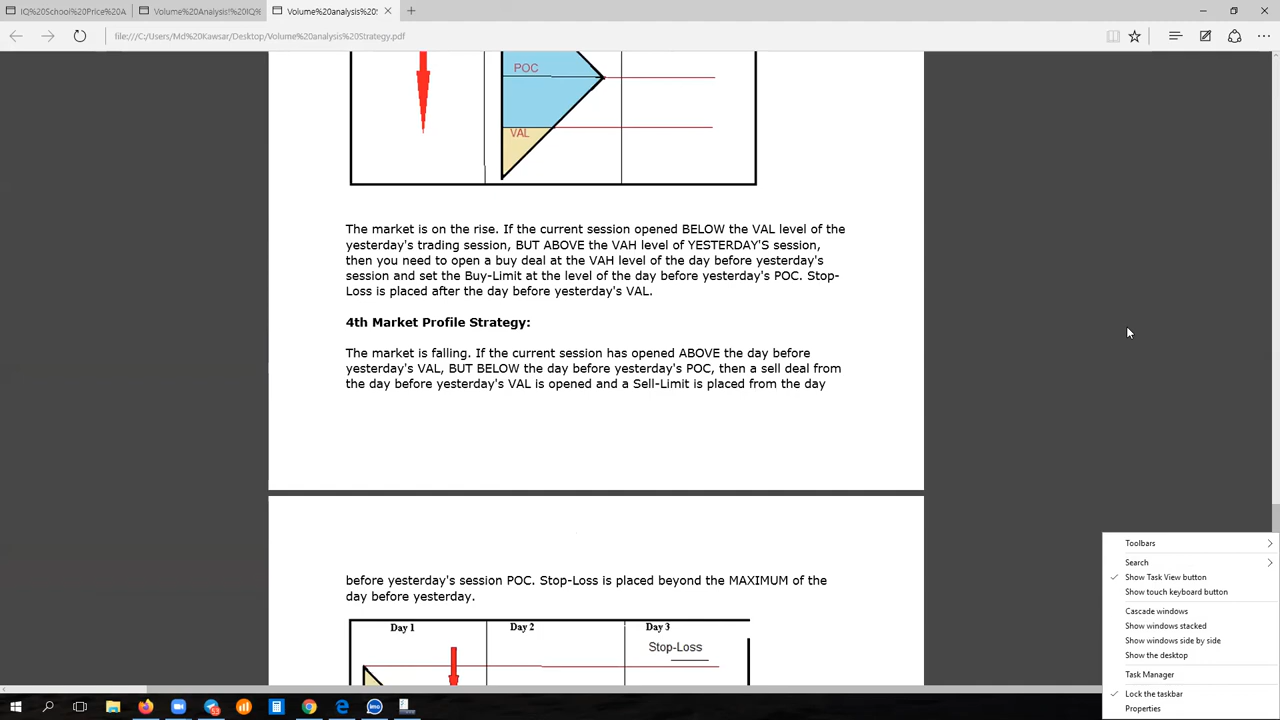 IQ%20School%20Price%20A
Volume%20Analysis!%20IQ%
Volume%20analysis%20S
file:///C:/Users/Md%20Kawsar/Desktop/Volume%20analysis%20Strategy.pdf
POC
VAL
The market is on the rise. If the current session opened BELOW the VAL level of the
yesterday's trading session, BUT ABOVE the VAH level of YESTERDAY'S session,
then you need to open a buy deal at the VAH level of the day before yesterday's
session and set the Buy-Limit at the level of the day before yesterday's POC. Stop-
Loss is placed after the day before yesterday's VAL.
4th Market Profile Strategy:
The market is falling. If the current session has opened ABOVE the day before
yesterday's VAL, BUT BELOW the day before yesterday's POC, then a sell deal from
the day before yesterday's VAL is opened and a Sell-Limit is placed from the day
before yesterday's session POC. Stop-Loss is placed beyond the MAXIMUM of the
day before yesterday.
Day 1
Day 2
Day 3
Stop-Loss
Toolbars
Search
Show Task View button
Show touch keyboard button
Cascade windows
Show windows stacked
Show windows side by side
Show the desktop
Task Manager
Lock the taskbar
Properties